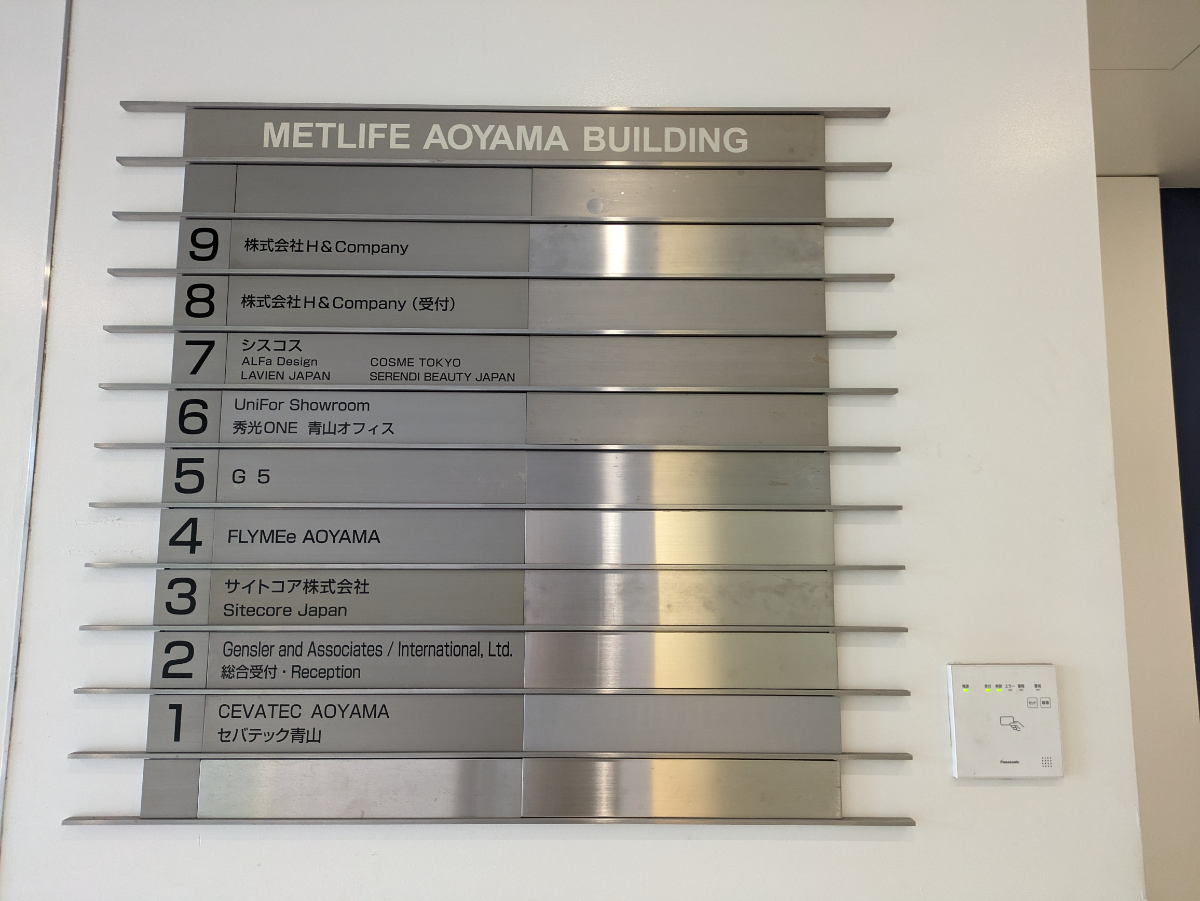 METLIFE AOYAMA BUILDING
9 株式会社H&Company
8 株式会社H&Company（受付）
7 シスコス
ALFa Design COSME TOKYO
LAVIEN JAPAN SERENDI BEAUTY JAPAN
6 UniFor Showroom
秀光ONE 青山オフィス
5 G 5
4 FLYMEe AOYAMA
3 サイトコア株式会社
Sitecore Japan
2 Gensler and Associates / International, Ltd.
総合受付・Reception
1 CEVATEC AOYAMA
セバテック青山
Panasonic